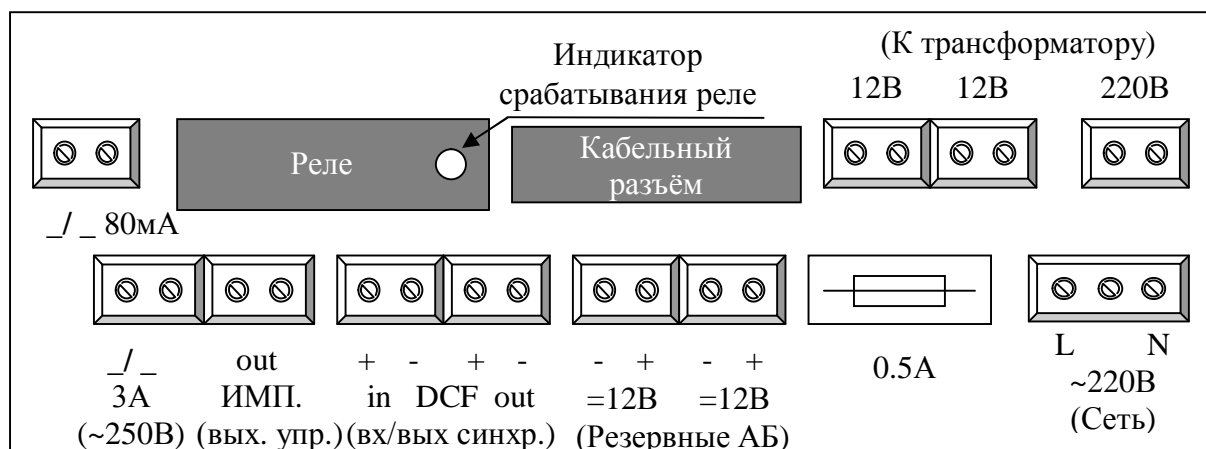 (К трансформатору)
Индикатор
срабатывания реле
12В 12В 220В
Реле
Кабельный
разъём
_/ _ 80мА
_/ _ out + - + - - + - + 0.5А L N
3А ИМП. in DCF out =12В =12В ~220В
(~250В) (вых. упр.) (вх/вых синхр.) (Резервные АБ) (Сеть)